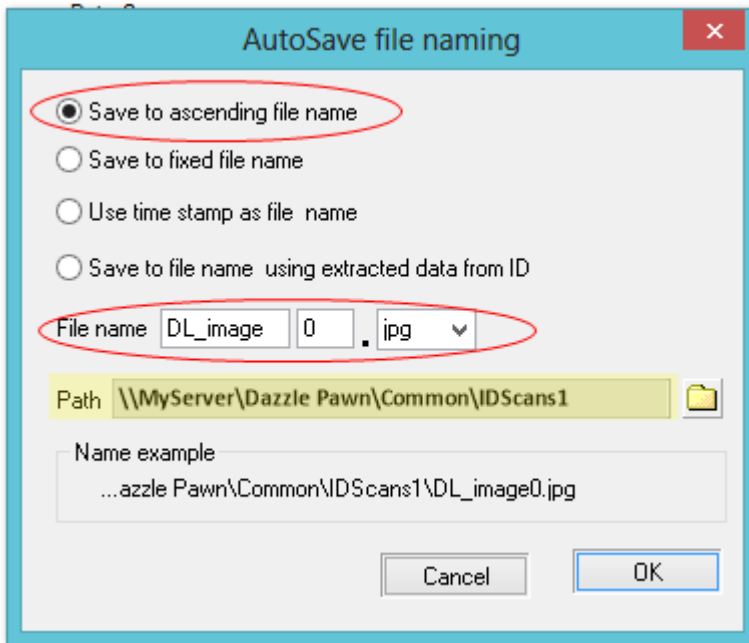 AutoSave file naming
Save to ascending file name
Save to fixed file name
Use time stamp as file name
Save to file name using extracted data from ID
File name DL_image 0 . jpg
Path \\MyServer\Dazzle Pawn\Common\IDScans1
Name example
...azzle Pawn\Common\IDScans1\DL_image0.jpg
Cancel OK